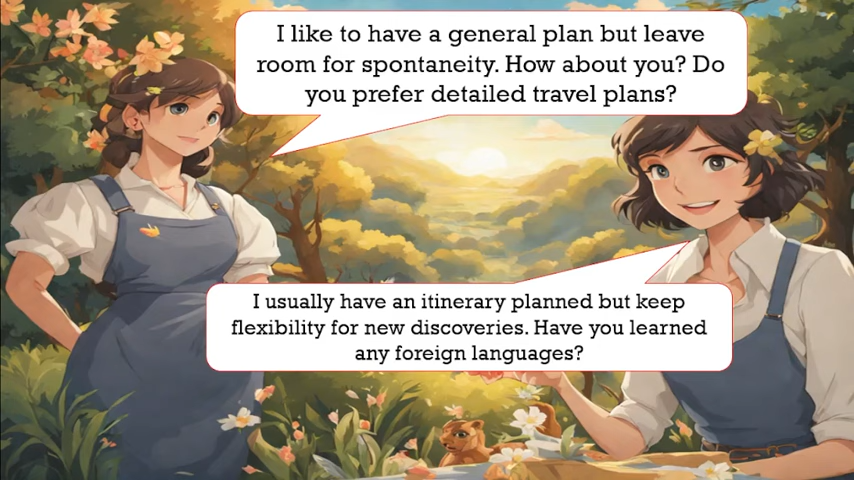 I like to have a general plan but leave
room for spontaneity. How about you? Do
you prefer detailed travel plans?
I usually have an itinerary planned but keep
flexibility for new discoveries. Have you learned
any foreign languages?